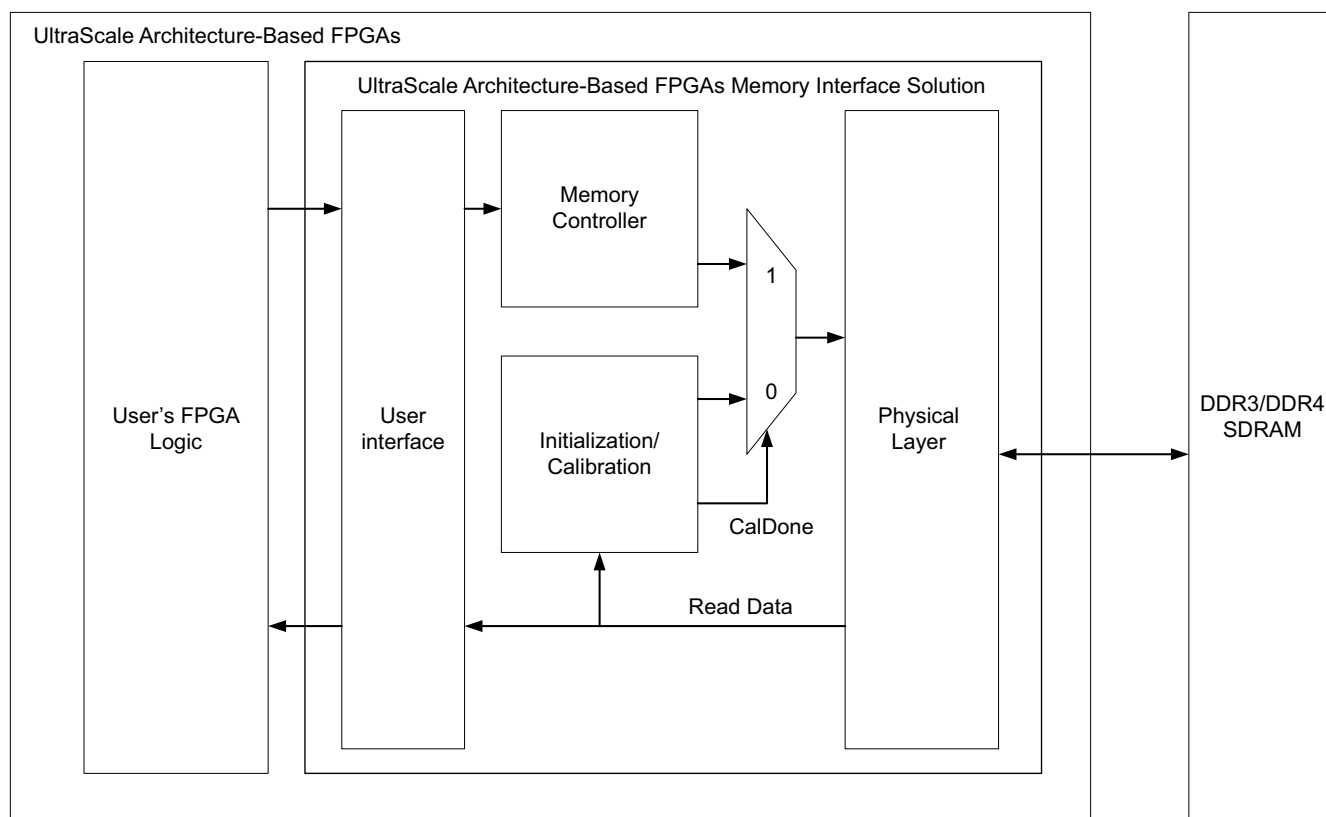 UltraScale Architecture-Based FPGAs
UltraScale Architecture-Based FPGAs Memory Interface Solution
User’s FPGA
Logic
User
interface
Memory
Controller
1
0
Initialization/
Calibration
CalDone
Read Data
Physical
Layer
DDR3/DDR4
SDRAM